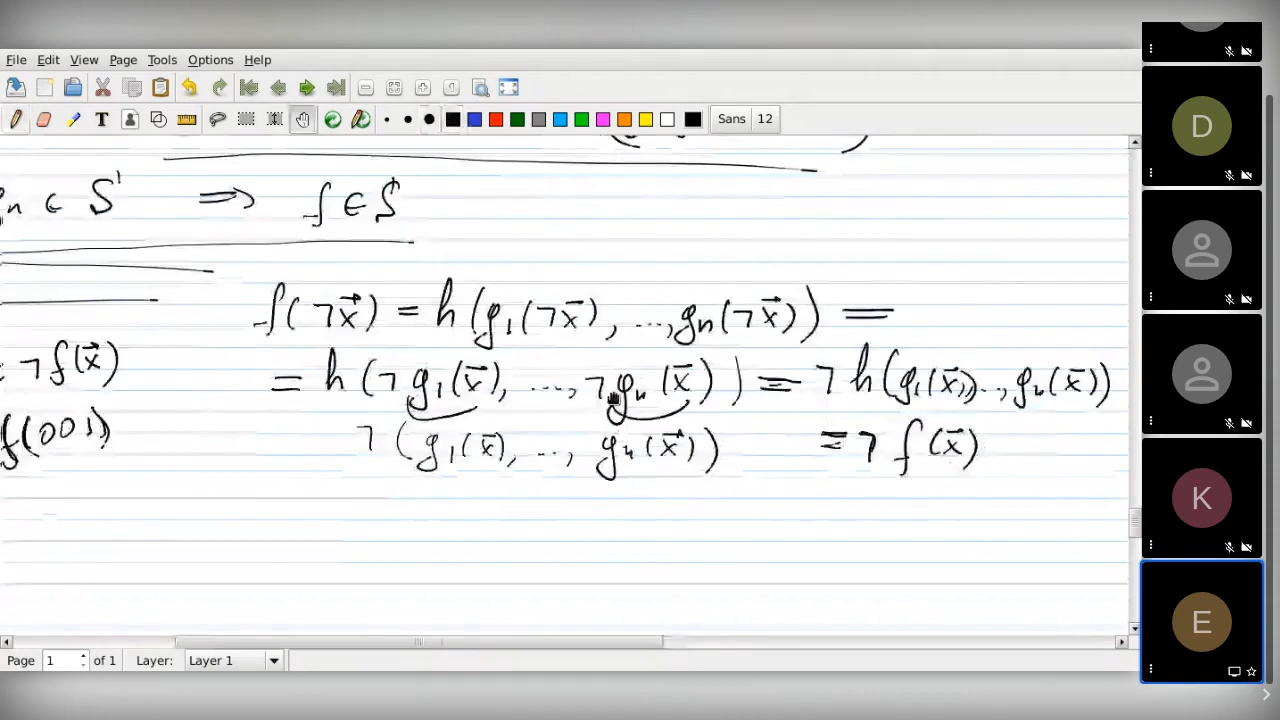 File Edit View Page Tools Options Help
Sans 12
gn ∈ S ⟹ f ∈ S
f(¬x⃗) = h(g₁(¬x⃗), ..., gₙ(¬x⃗)) =
= ¬f(x⃗)
= h(¬g₁(x⃗), ..., ¬gₙ(x⃗)) = ¬h(g₁(x⃗), ..., gₙ(x⃗))
f(001)
¬(g₁(x⃗), ..., gₙ(x⃗))
= ¬f(x⃗)
Page 1 of 1 Layer: Layer 1
D
K
E